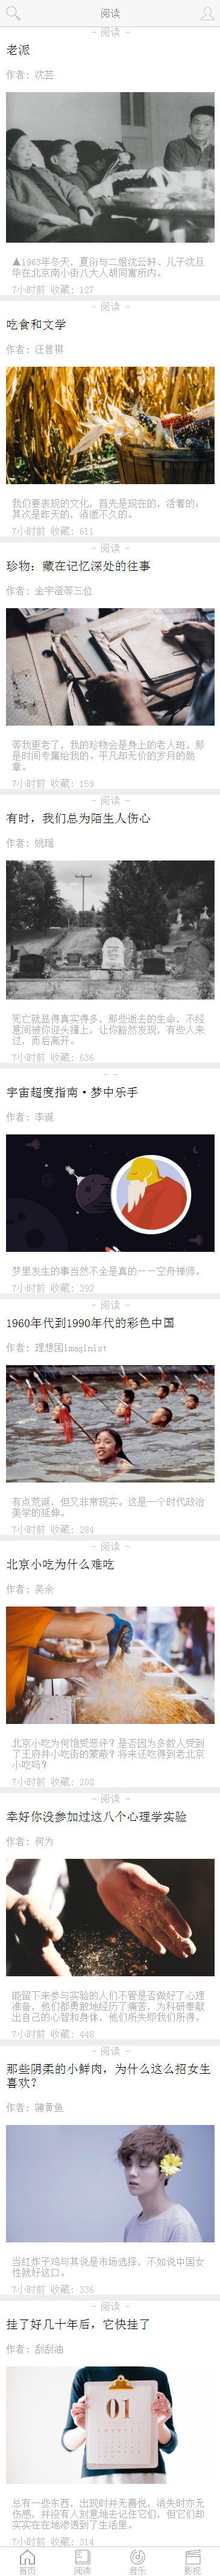 阅读
- 阅读 -
老派
作者: 沈芸
▲1963年冬天，夏衍与二姐沈云轩、儿子沈旦
华在北京南小街八大人胡同寓所内。
7小时前 收藏: 127
- 阅读 -
吃食和文学
作者: 汪曾祺
我们要表现的文化，首先是现在的，活着的；
其次是昨天的，消逝不久的。
7小时前 收藏: 611
- 阅读 -
珍物: 藏在记忆深处的往事
作者: 金宇澄等三位
等我更老了，我的珍物会是身上的老人斑。那
是时间专属给我的、平凡却无价的岁月的勋
章。
7小时前 收藏: 159
- 阅读 -
有时，我们总为陌生人伤心
作者: 姚瑶
死亡就显得真实得多，那些逝去的生命，不经
意间被你迎头撞上，让你豁然发现，有些人来
过，而后离开。
7小时前 收藏: 636
- -
宇宙超度指南·梦中乐手
作者: 李诞
梦里发生的事当然不全是真的——空舟禅师。
7小时前 收藏: 392
- 阅读 -
1960年代到1990年代的彩色中国
作者: 理想国imaginist
有点荒诞，但又非常现实。这是一个时代政治
美学的延伸。
7小时前 收藏: 284
- 阅读 -
北京小吃为什么难吃
作者: 吴余
北京小吃为何饱受恶评？是否因为多数人受到
了王府井小吃街的蒙蔽？将来还吃得到老北京
小吃吗？
7小时前 收藏: 208
- 阅读 -
幸好你没参加过这八个心理学实验
作者: 何为
能留下来参与实验的人们不管是否做好了心理
准备，他们都勇敢地经历了痛苦，为科研奉献
出自己的心智和身体，他们所失即我们所得。
7小时前 收藏: 448
- 阅读 -
那些阴柔的小鲜肉，为什么这么招女生
喜欢？
作者: 蒲黄鱼
当红炸子鸡与其说是市场选择，不如说中国女
性就好这口。
7小时前 收藏: 336
- 阅读 -
挂了好几十年后，它快挂了
作者: 刮刮油
01
总有一些东西，出现时并无喜悦，消失时亦无
伤感，并没有人刻意地去记住它们，但它们却
实实在在地渗透到了生活里。
7小时前 收藏: 314
首页 阅读 音乐 影视